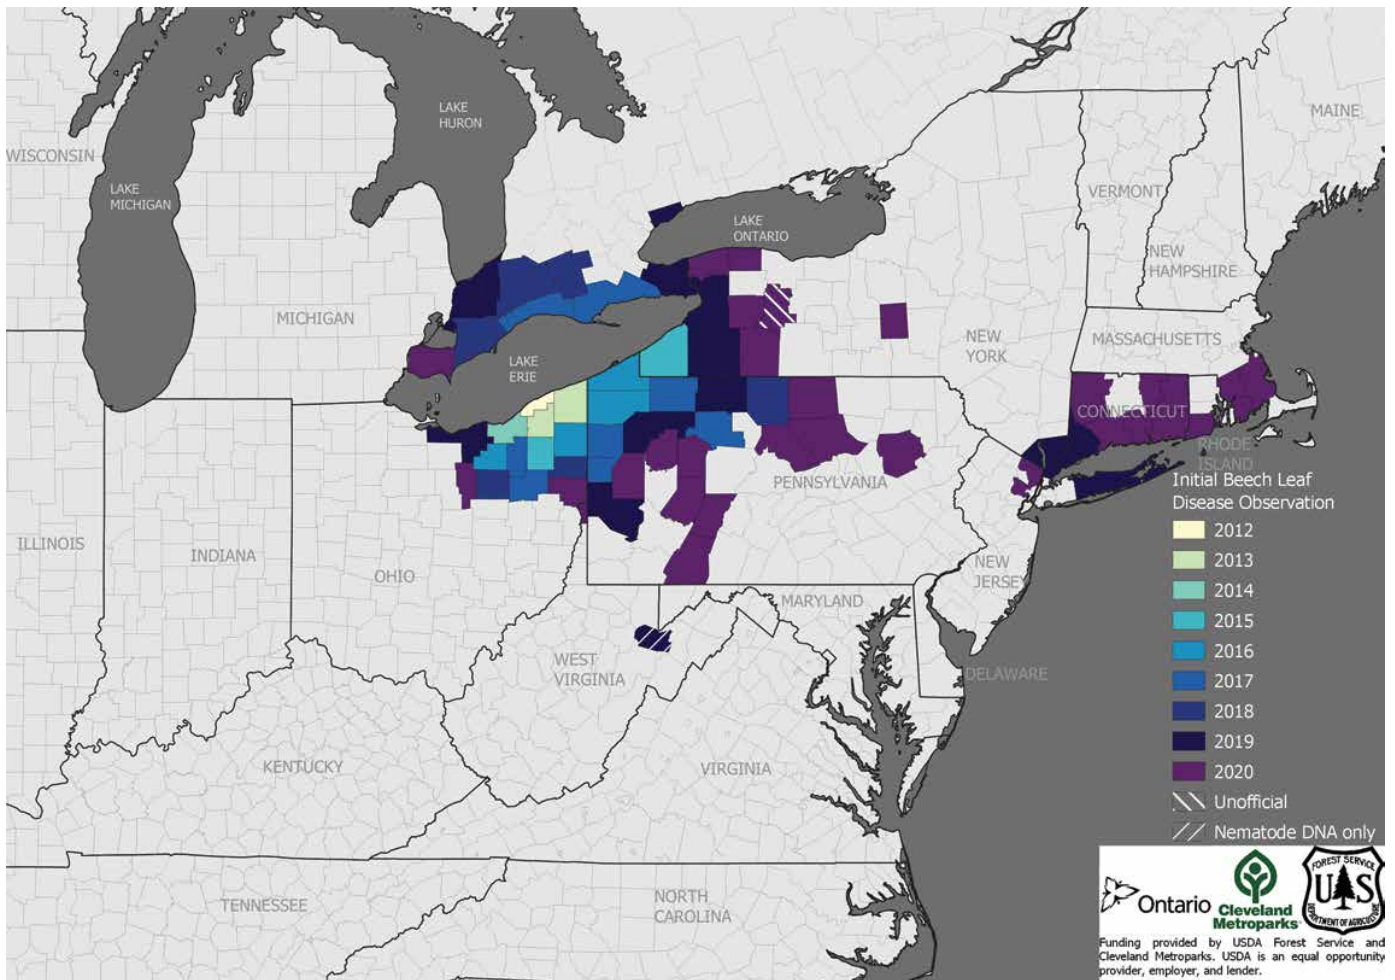 LAKE
HURON
MAINE
WISCONSIN
LAKE
MICHIGAN
VERMONT
LAKE
ONTARIO
NEW
HAMPSHIRE
MICHIGAN
NEW
YORK
MASSACHUSETTS
LAKE
ERIE
CONNECTICUT
RHODE
ISLAND
PENNSYLVANIA
ILLINOIS
INDIANA
OHIO
NEW
JERSEY
MARYLAND
WEST
VIRGINIA
DELAWARE
KENTUCKY
VIRGINIA
TENNESSEE
NORTH
CAROLINA
Initial Beech Leaf
Disease Observation
2012
2013
2014
2015
2016
2017
2018
2019
2020
Unofficial
Nematode DNA only
Ontario
Cleveland
Metroparks
FOREST SERVICE
US
DEPARTMENT OF AGRICULTURE
Funding provided by USDA Forest Service and
Cleveland Metroparks. USDA is an equal opportunity
provider, employer, and lender.